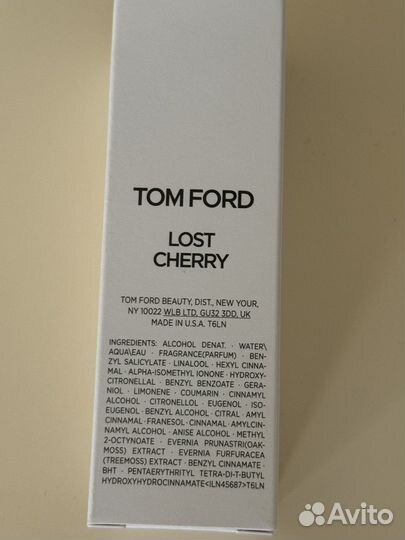 TOM FORD
LOST
CHERRY
TOM FORD BEAUTY, DIST., NEW YOUR,
NY 10022 WLB LTD, GU32 3DD, UK
MADE IN U.S.A. T6LN
INGREDIENTS: ALCOHOL DENAT. · WATER\
AQUA\EAU · FRAGRANCE(PARFUM) · BEN-
ZYL SALICYLATE · LINALOOL · HEXYL CINNA-
MAL · ALPHA-ISOMETHYL IONONE · HYDROXY-
CITRONELLAL · BENZYL BENZOATE · GERA-
NIOL · LIMONENE · COUMARIN · CINNAMYL
ALCOHOL · CITRONELLOL · EUGENOL · ISO-
EUGENOL · BENZYL ALCOHOL · CITRAL · AMYL
CINNAMAL · FRANESOL · CINNAMAL · AMYLCIN-
NAMYL ALCOHOL · ANISE ALCOHOL · METHYL
2-OCTYNOATE · EVERNIA PRUNASTRI(OAK-
MOSS) EXTRACT · EVERNIA FURFURACEA
(TREEMOSS) EXTRACT · BENZYL CINNAMATE ·
BHT · PENTAERYTHRITYL TETRA-DI-T-BUTYL
HYDROXYHYDROCINNAMATE<ILN45687>T6LN
Avito